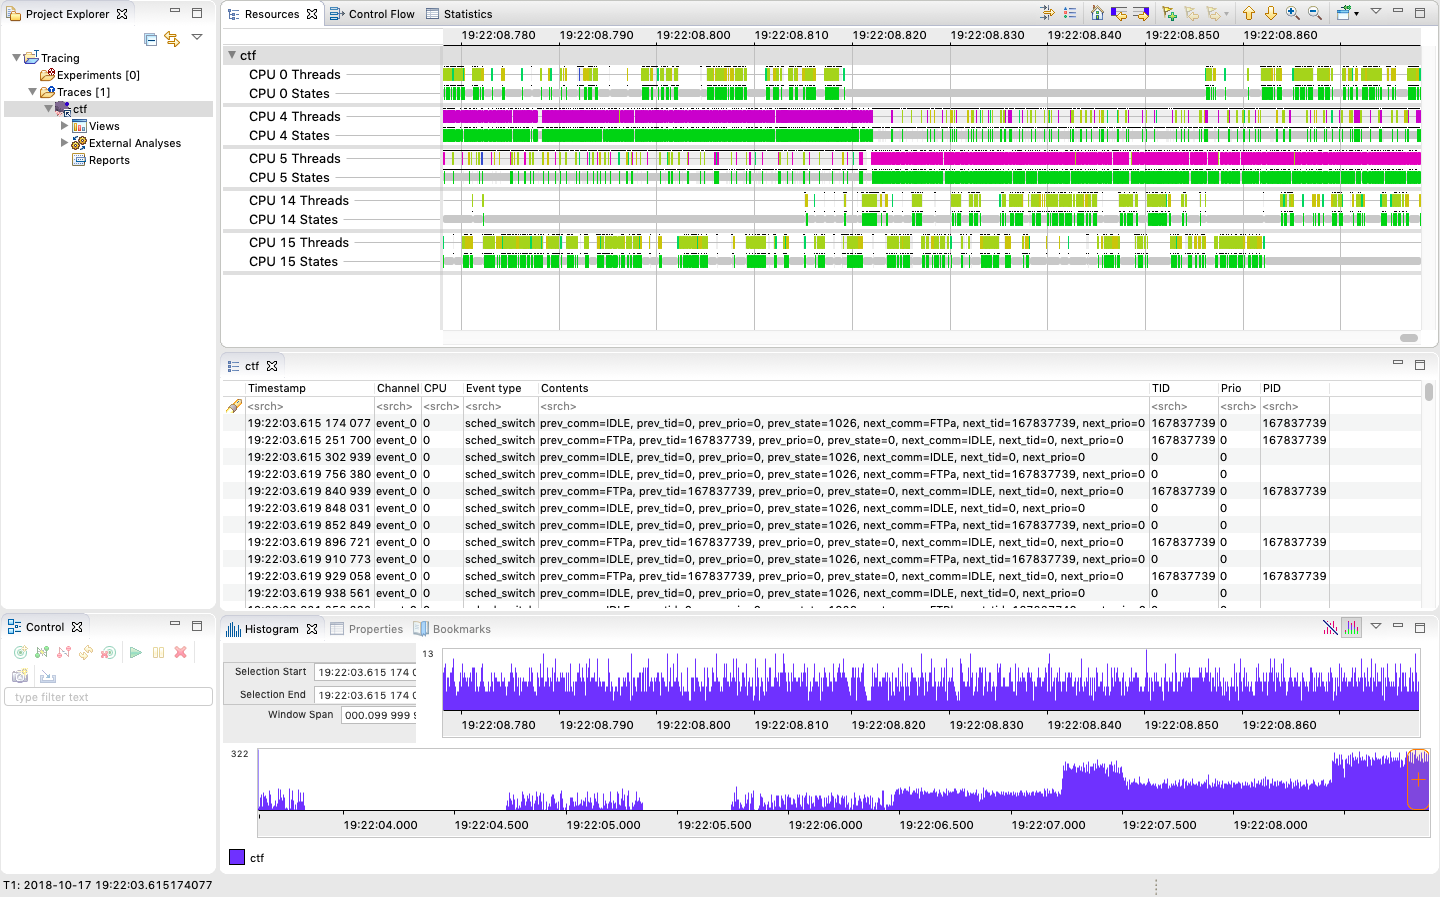 Project Explorer
Tracing
Experiments [0]
Traces [1]
ctf
Views
External Analyses
Reports
Resources Control Flow Statistics
19:22:08.780 19:22:08.790 19:22:08.800 19:22:08.810 19:22:08.820 19:22:08.830 19:22:08.840 19:22:08.850 19:22:08.860
ctf
CPU 0 Threads
CPU 0 States
CPU 4 Threads
CPU 4 States
CPU 5 Threads
CPU 5 States
CPU 14 Threads
CPU 14 States
CPU 15 Threads
CPU 15 States
ctf
Timestamp Channel CPU Event type Contents TID Prio PID
<srch> <srch> <srch> <srch> <srch> <srch> <srch> <srch>
19:22:03.615 174 077 event_0 0 sched_switch prev_comm=IDLE, prev_tid=0, prev_prio=0, prev_state=1026, next_comm=FTPa, next_tid=167837739, next_prio=0 167837739 0 167837739
19:22:03.615 251 700 event_0 0 sched_switch prev_comm=FTPa, prev_tid=167837739, prev_prio=0, prev_state=0, next_comm=IDLE, next_tid=0, next_prio=0 167837739 0 167837739
19:22:03.615 302 939 event_0 0 sched_switch prev_comm=IDLE, prev_tid=0, prev_prio=0, prev_state=1026, next_comm=IDLE, next_tid=0, next_prio=0 0 0
19:22:03.619 756 380 event_0 0 sched_switch prev_comm=IDLE, prev_tid=0, prev_prio=0, prev_state=1026, next_comm=FTPa, next_tid=167837739, next_prio=0 0 0
19:22:03.619 840 939 event_0 0 sched_switch prev_comm=FTPa, prev_tid=167837739, prev_prio=0, prev_state=0, next_comm=IDLE, next_tid=0, next_prio=0 167837739 0 167837739
19:22:03.619 848 031 event_0 0 sched_switch prev_comm=IDLE, prev_tid=0, prev_prio=0, prev_state=1026, next_comm=IDLE, next_tid=0, next_prio=0 0 0
19:22:03.619 852 849 event_0 0 sched_switch prev_comm=IDLE, prev_tid=0, prev_prio=0, prev_state=1026, next_comm=FTPa, next_tid=167837739, next_prio=0 0 0
19:22:03.619 896 721 event_0 0 sched_switch prev_comm=FTPa, prev_tid=167837739, prev_prio=0, prev_state=0, next_comm=IDLE, next_tid=0, next_prio=0 167837739 0 167837739
19:22:03.619 910 773 event_0 0 sched_switch prev_comm=IDLE, prev_tid=0, prev_prio=0, prev_state=1026, next_comm=FTPa, next_tid=167837739, next_prio=0 0 0
19:22:03.619 929 058 event_0 0 sched_switch prev_comm=FTPa, prev_tid=167837739, prev_prio=0, prev_state=0, next_comm=IDLE, next_tid=0, next_prio=0 167837739 0 167837739
19:22:03.619 938 561 event_0 0 sched_switch prev_comm=IDLE, prev_tid=0, prev_prio=0, prev_state=1026, next_comm=IDLE, next_tid=0, next_prio=0 0 0
Control
type filter text
Histogram Properties Bookmarks
Selection Start 19:22:03.615 174 0
Selection End 19:22:03.615 174 0
Window Span 000.099 999 9
13
19:22:08.780 19:22:08.790 19:22:08.800 19:22:08.810 19:22:08.820 19:22:08.830 19:22:08.840 19:22:08.850 19:22:08.860
322
19:22:04.000 19:22:04.500 19:22:05.000 19:22:05.500 19:22:06.000 19:22:06.500 19:22:07.000 19:22:07.500 19:22:08.000
ctf
T1: 2018-10-17 19:22:03.615174077